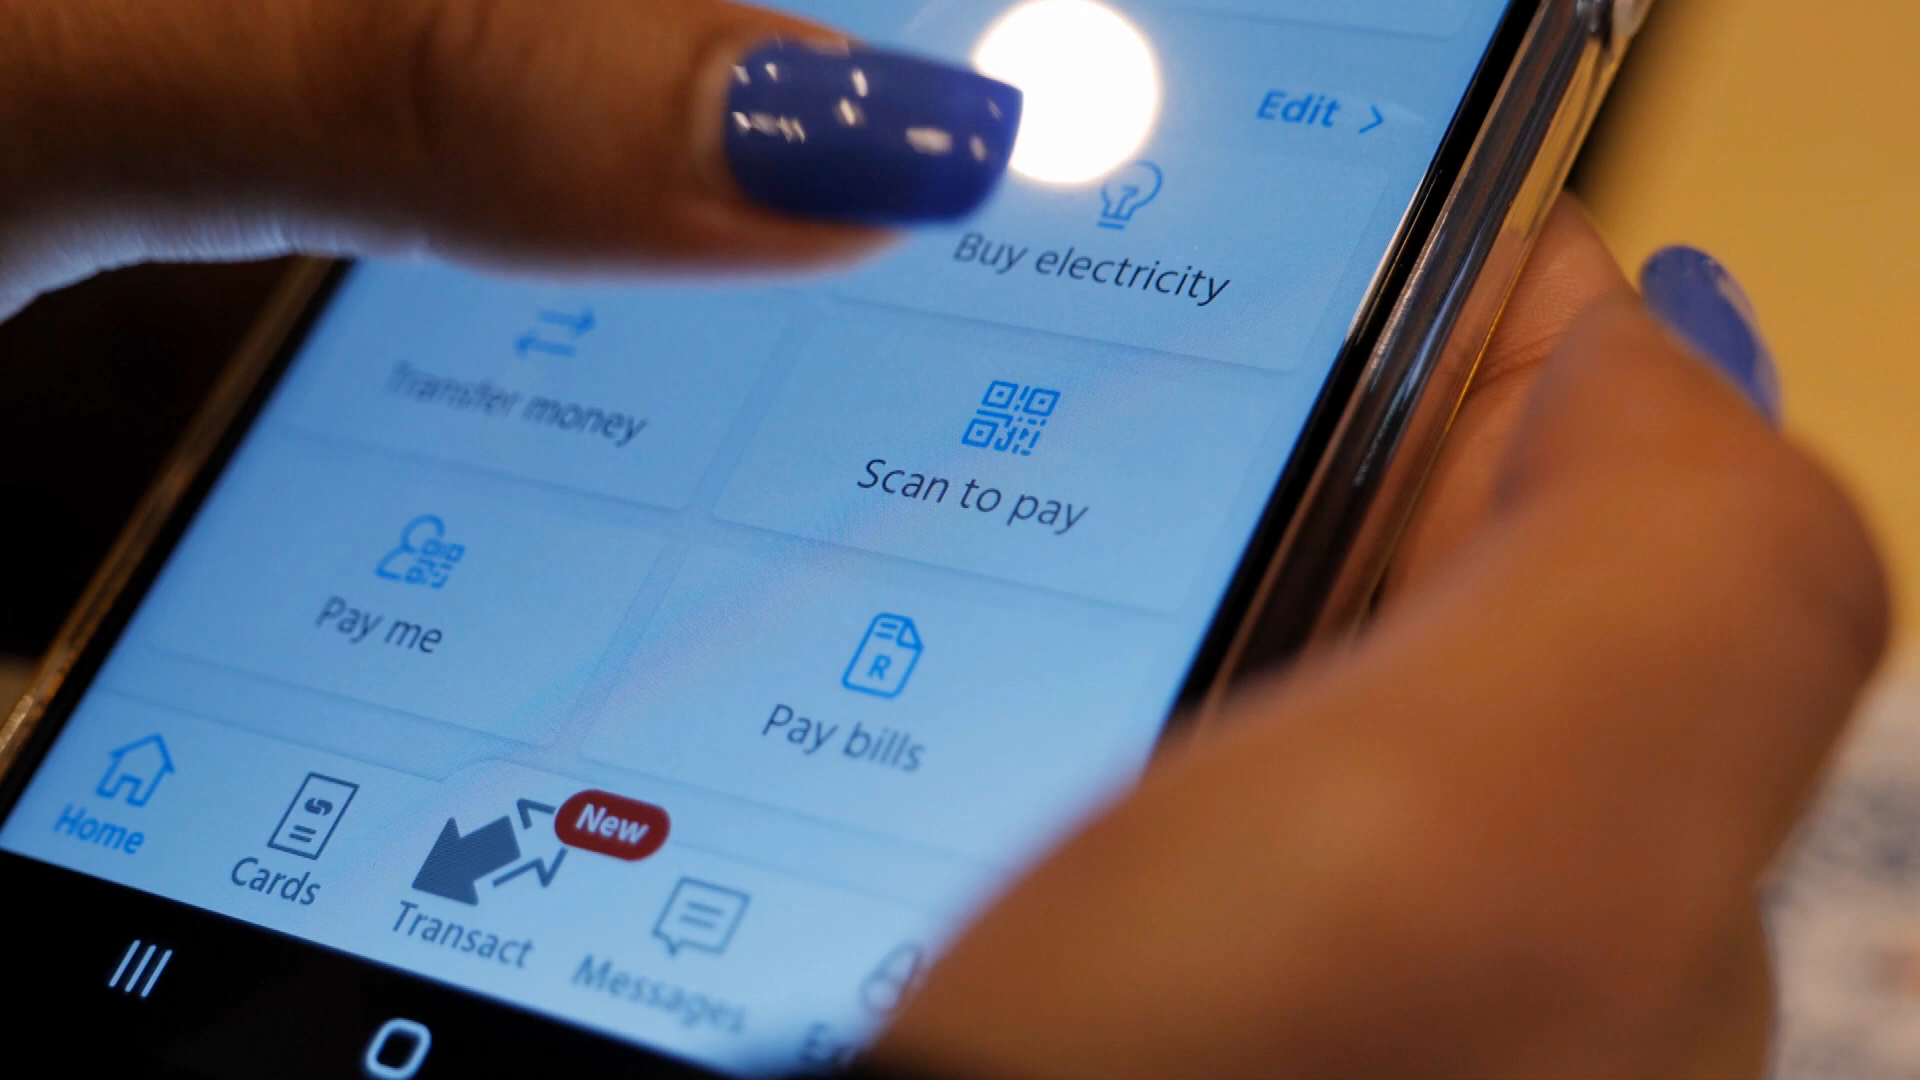 Edit >
Buy electricity
Transfer money
Scan to pay
Pay me
R
Pay bills
New
Home
Cards
Transact
Messages